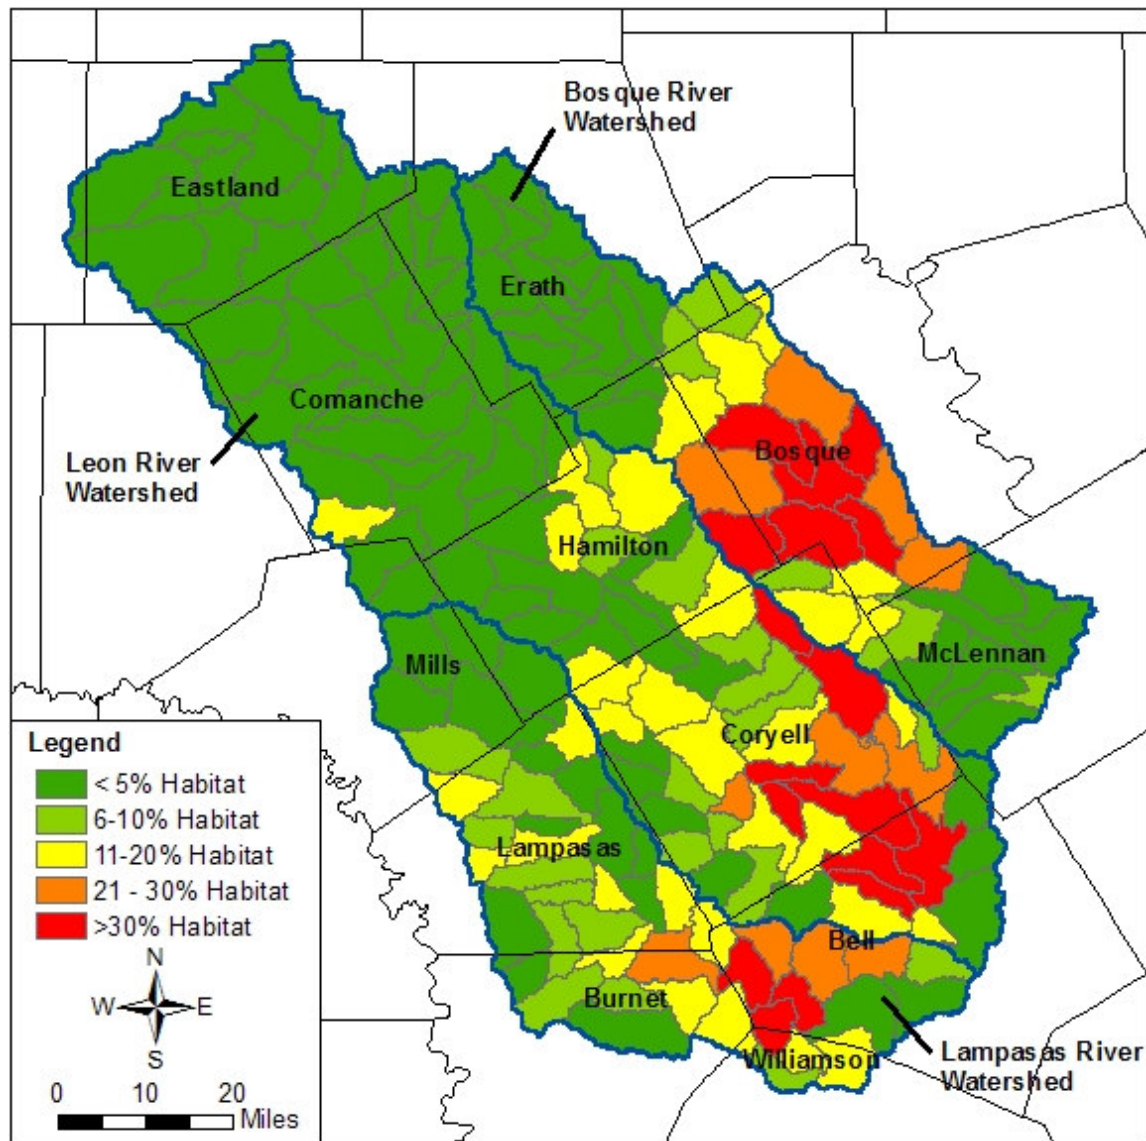 Bosque River
Watershed
Eastland
Erath
Comanche
Bosque
Leon River
Watershed
Hamilton
McLennan
Mills
Coryell
Legend
< 5% Habitat
6-10% Habitat
11-20% Habitat
21 - 30% Habitat
>30% Habitat
Lampasas
Bell
N
W E
S
Burnet
Williamson
Lampasas River
Watershed
0 10 20
Miles